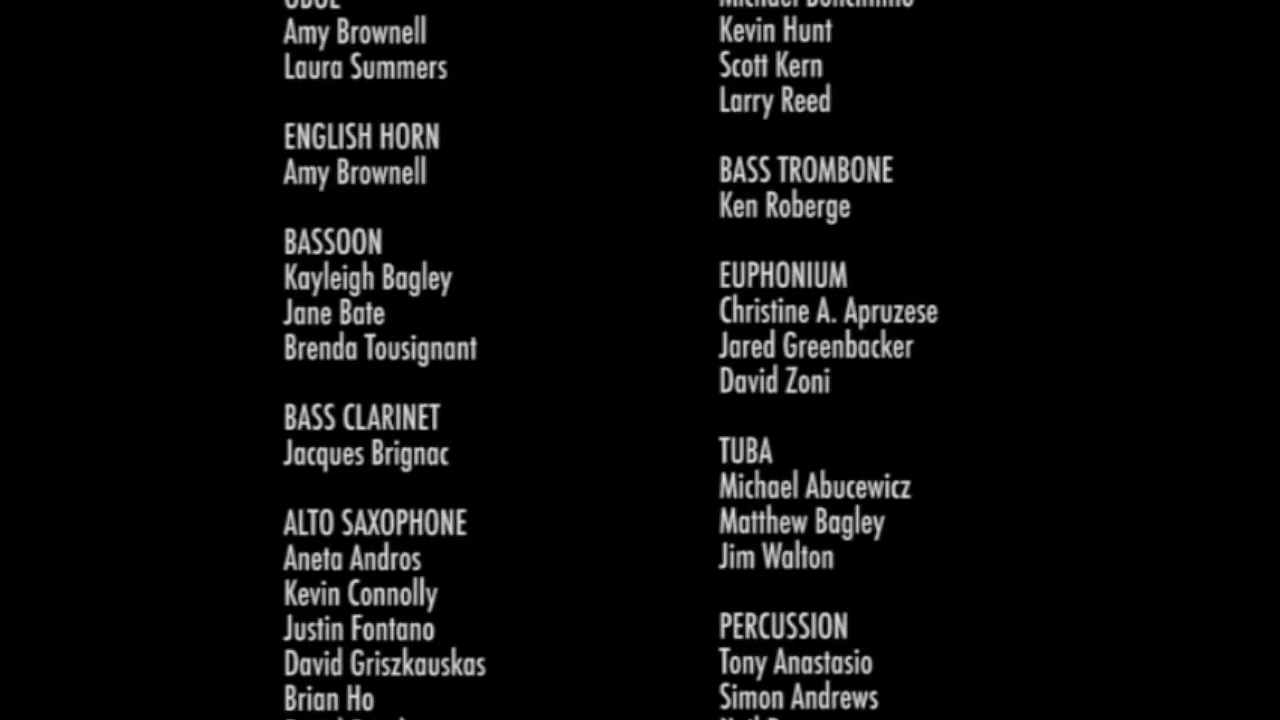 OBOE
Amy Brownell
Laura Summers
ENGLISH HORN
Amy Brownell
BASSOON
Kayleigh Bagley
Jane Bate
Brenda Tousignant
BASS CLARINET
Jacques Brignac
ALTO SAXOPHONE
Aneta Andros
Kevin Connolly
Justin Fontano
David Griszkauskas
Brian Ho
Michael
Kevin Hunt
Scott Kern
Larry Reed
BASS TROMBONE
Ken Roberge
EUPHONIUM
Christine A. Apruzese
Jared Greenbacker
David Zoni
TUBA
Michael Abucewicz
Matthew Bagley
Jim Walton
PERCUSSION
Tony Anastasio
Simon Andrews